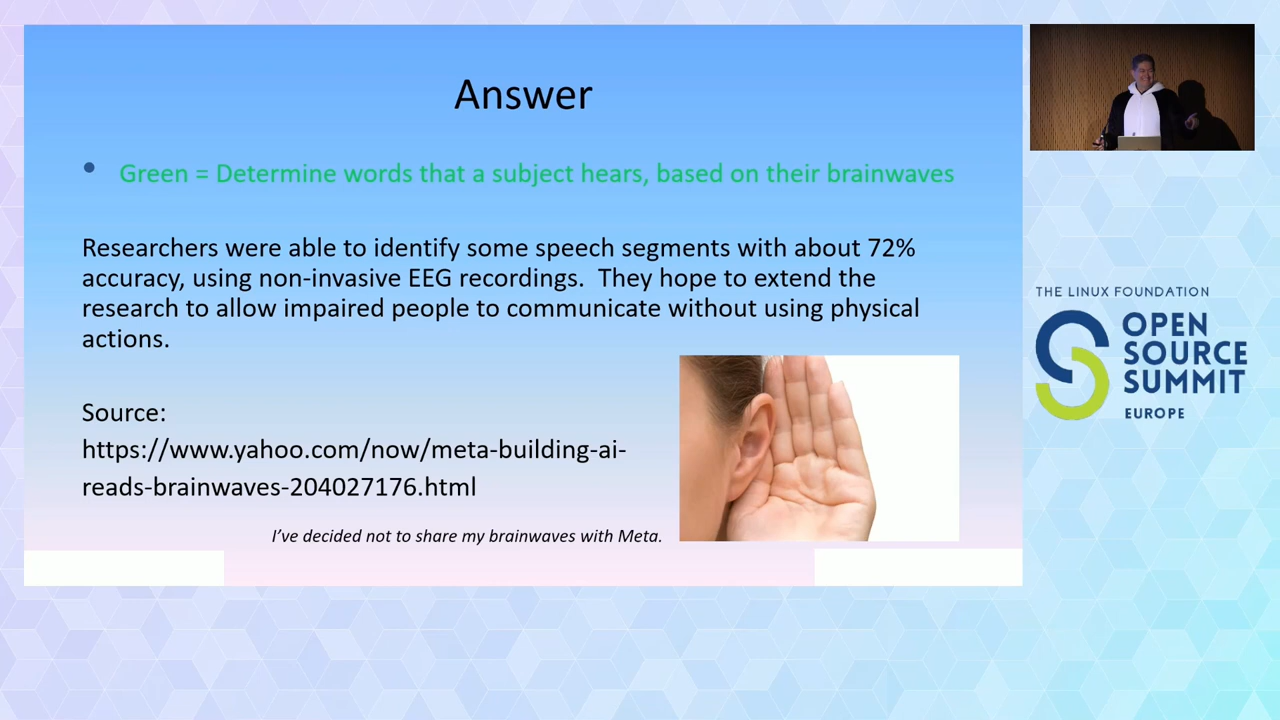 Answer
• Green = Determine words that a subject hears, based on their brainwaves
Researchers were able to identify some speech segments with about 72%
accuracy, using non-invasive EEG recordings.  They hope to extend the
research to allow impaired people to communicate without using physical
actions.
Source:
https://www.yahoo.com/now/meta-building-ai-
reads-brainwaves-204027176.html
I've decided not to share my brainwaves with Meta.
THE LINUX FOUNDATION
OPEN
SOURCE
SUMMIT
EUROPE